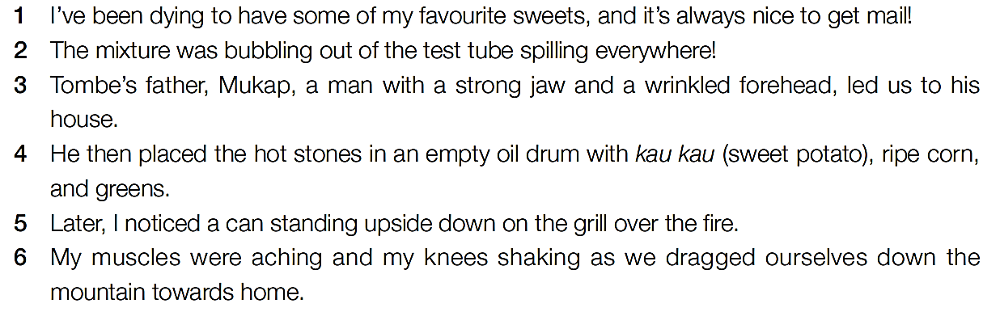 1 I've been dying to have some of my favourite sweets, and it's always nice to get mail!
2 The mixture was bubbling out of the test tube spilling everywhere!
3 Tombe's father, Mukap, a man with a strong jaw and a wrinkled forehead, led us to his
house.
4 He then placed the hot stones in an empty oil drum with kau kau (sweet potato), ripe corn,
and greens.
5 Later, I noticed a can standing upside down on the grill over the fire.
6 My muscles were aching and my knees shaking as we dragged ourselves down the
mountain towards home.